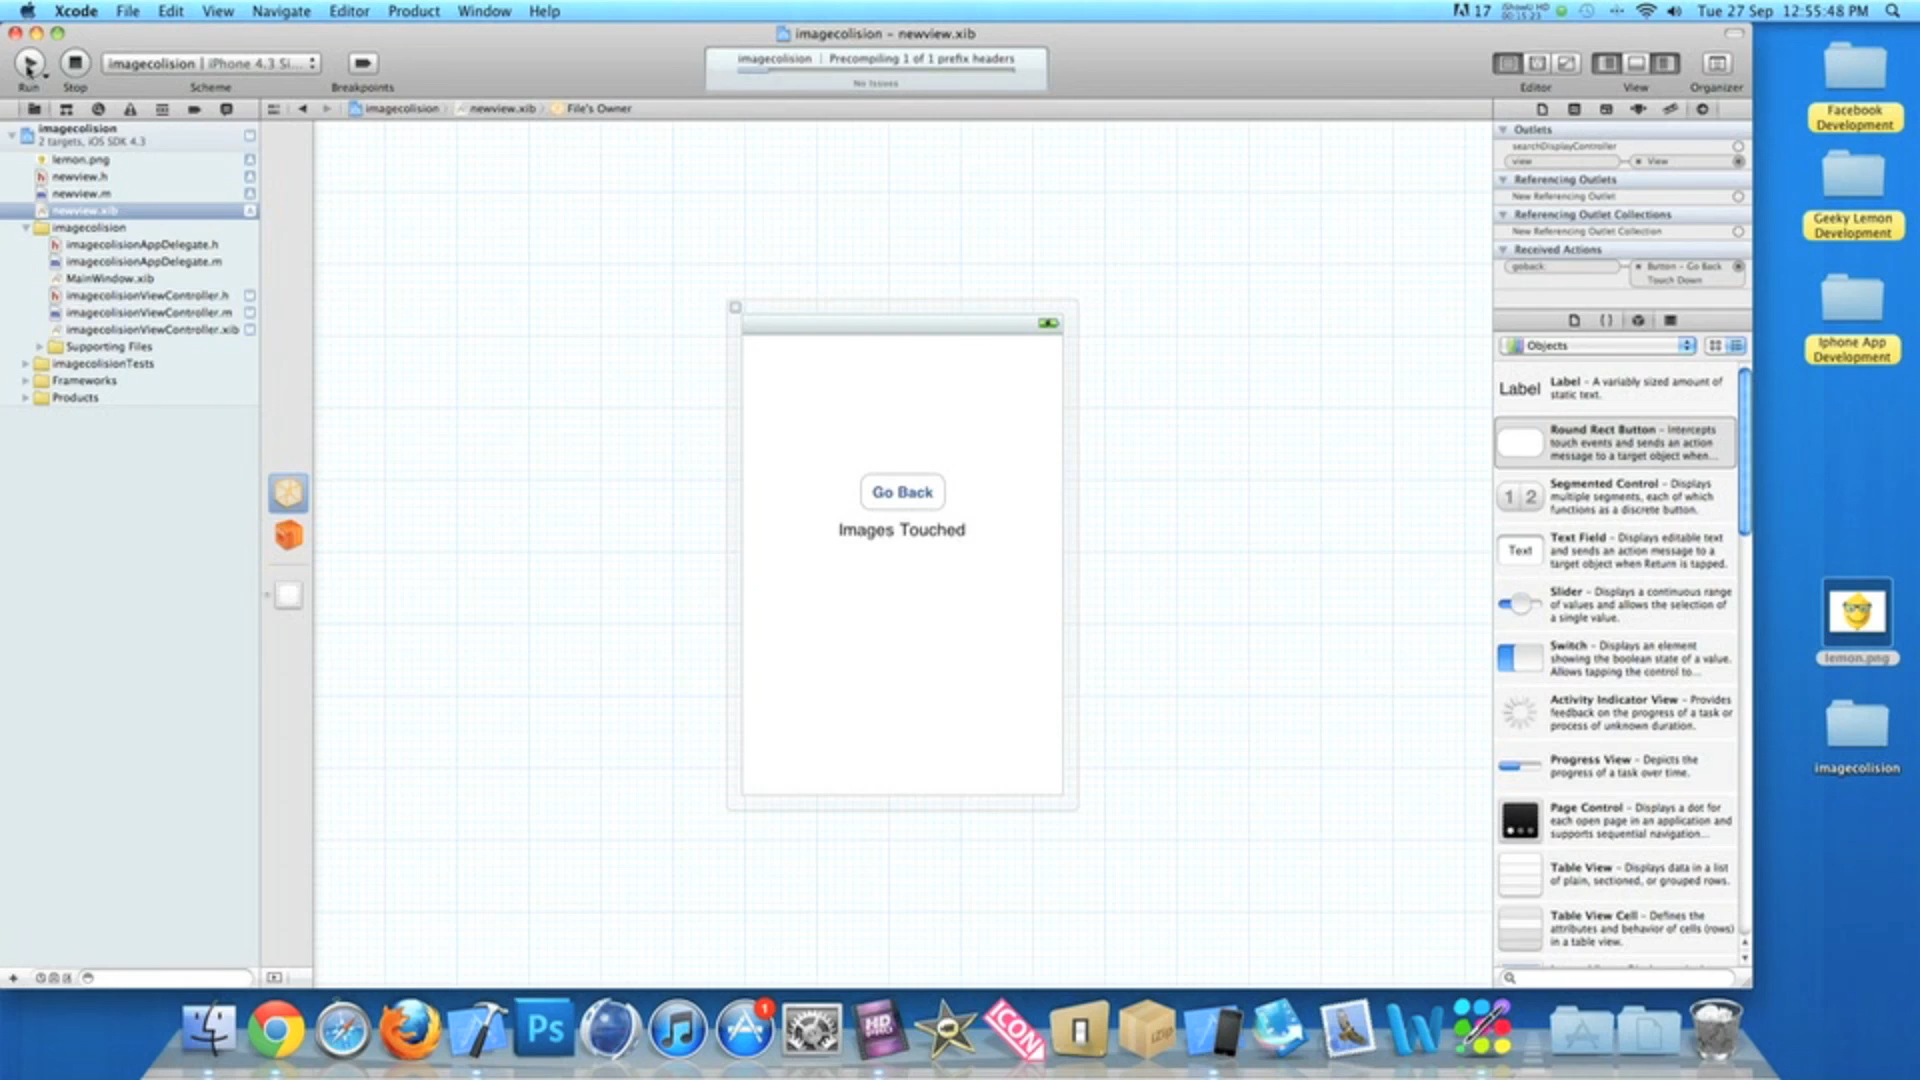 Xcode File Edit View Navigate Editor Product Window Help
17
Tue 27 Sep 12:55:48 PM
imagecolision - newview.xib
imagecolision | iPhone 4.3 Si...
imagecolision | Precompiling 1 of 1 prefix headers
No Issues
Run Stop Scheme Breakpoints Editor View Organizer
imagecolision newview.xib File's Owner
imagecolision
2 targets, iOS SDK 4.3
lemon.png
newview.h
newview.m
newview.xib
imagecolision
imagecolisionAppDelegate.h
imagecolisionAppDelegate.m
MainWindow.xib
imagecolisionViewController.h
imagecolisionViewController.m
imagecolisionViewController.xib
Supporting Files
imagecolisionTests
Frameworks
Products
Go Back
Images Touched
Outlets
searchDisplayController
view View
Referencing Outlets
New Referencing Outlet
Referencing Outlet Collections
New Referencing Outlet Collection
Received Actions
goback: Button - Go Back
Touch Down
Objects
Label
Label - A variably sized amount of
static text.
Round Rect Button - Intercepts
touch events and sends an action
message to a target object when...
1 2
Segmented Control - Displays
multiple segments, each of which
functions as a discrete button.
Text
Text Field - Displays editable text
and sends an action message to a
target object when Return is tapped.
Slider - Displays a continuous range
of values and allows the selection of
a single value.
Switch - Displays an element
showing the boolean state of a value.
Allows tapping the control to...
Activity Indicator View - Provides
feedback on the progress of a task or
process of unknown duration.
Progress View - Depicts the
progress of a task over time.
Page Control - Displays a dot for
each open page in an application and
supports sequential navigation...
Table View - Displays data in a list
of plain, sectioned, or grouped rows.
Table View Cell - Defines the
attributes and behavior of cells (rows)
in a table view.
Facebook
Development
Geeky Lemon
Development
Iphone App
Development
lemon.png
imagecolision
Ps
1
HD
ICON